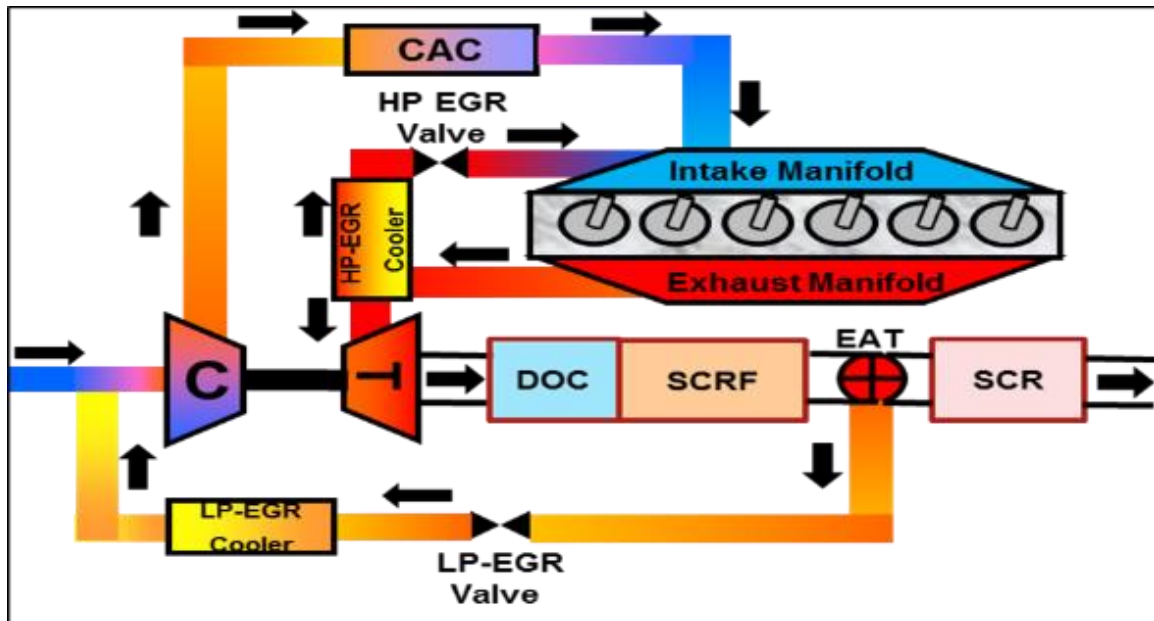 CAC
HP EGR
Valve
Intake Manifold
HP-EGR
Cooler
Exhaust Manifold
C
T
DOC
SCRF
EAT
SCR
LP-EGR
Cooler
LP-EGR
Valve